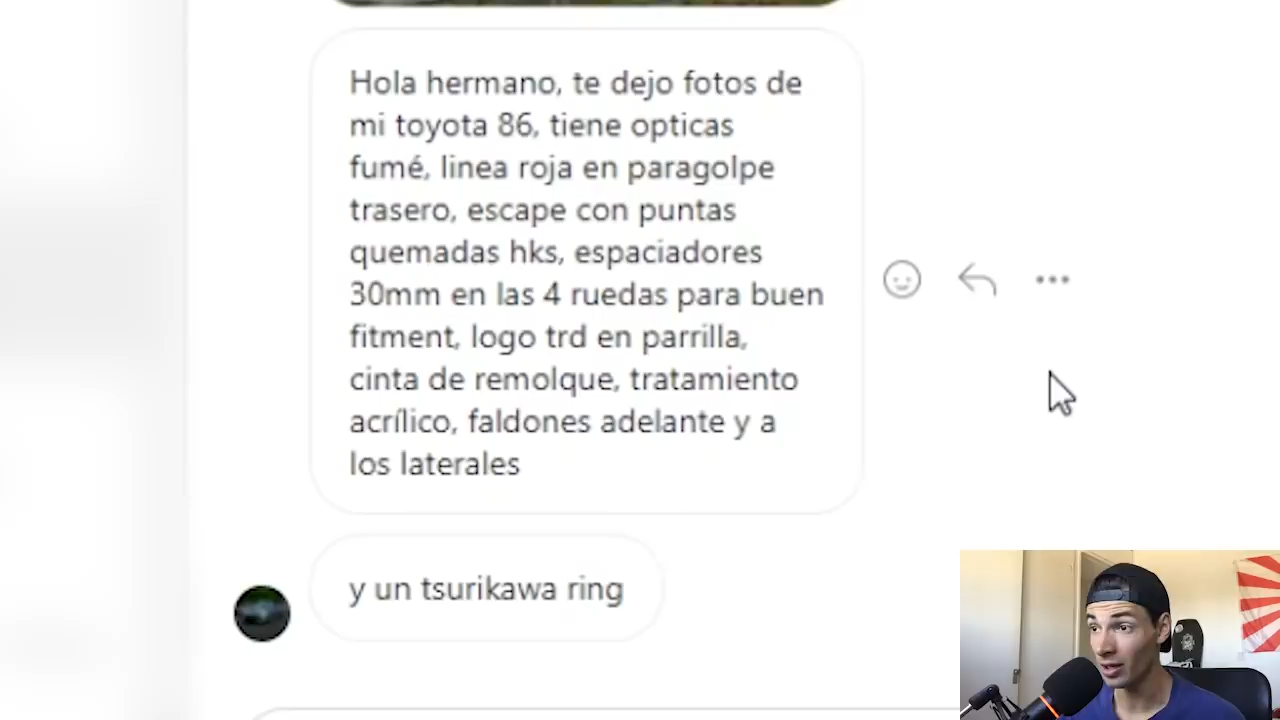 Hola hermano, te dejo fotos de
mi toyota 86, tiene opticas
fumé, linea roja en paragolpe
trasero, escape con puntas
quemadas hks, espaciadores
30mm en las 4 ruedas para buen
fitment, logo trd en parrilla,
cinta de remolque, tratamiento
acrílico, faldones adelante y a
los laterales
y un tsurikawa ring